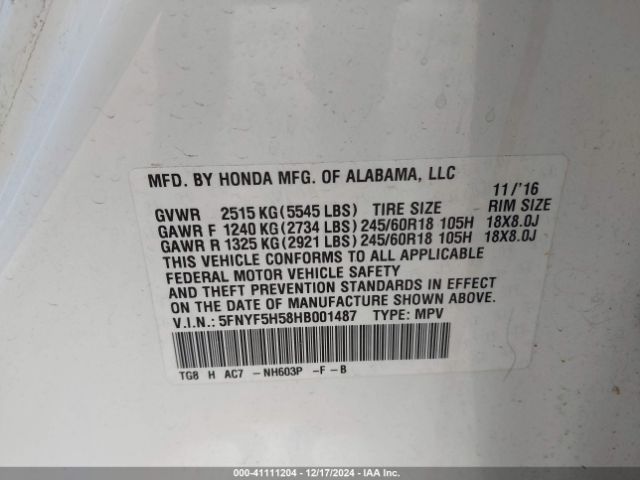 MFD. BY HONDA MFG. OF ALABAMA, LLC
11/'16
GVWR 2515 KG (5545 LBS) TIRE SIZE RIM SIZE
GAWR F 1240 KG (2734 LBS) 245/60R18 105H 18X8.0J
GAWR R 1325 KG (2921 LBS) 245/60R18 105H 18X8.0J
THIS VEHICLE CONFORMS TO ALL APPLICABLE
FEDERAL MOTOR VEHICLE SAFETY
AND THEFT PREVENTION STANDARDS IN EFFECT
ON THE DATE OF MANUFACTURE SHOWN ABOVE.
V.I.N.: 5FNYF5H58HB001487 TYPE: MPV
TG8 H AC7 -NH603P -F-B
000-41111204 - 12/17/2024 - IAAI.COM